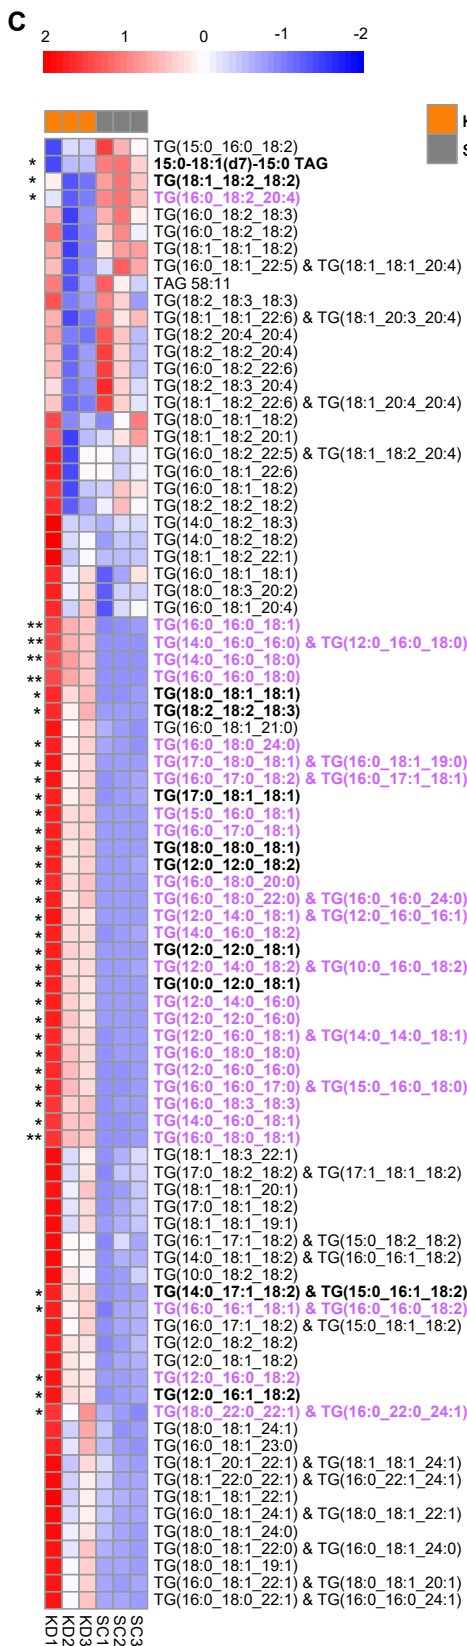 C
2 1 0 -1 -2
K
S
TG(15:0_16:0_18:2)
* 15:0-18:1(d7)-15:0 TAG
* TG(18:1_18:2_18:2)
* TG(16:0_18:2_20:4)
TG(16:0_18:2_18:3)
TG(16:0_18:2_18:2)
TG(18:1_18:1_18:2)
TG(16:0_18:1_22:5) & TG(18:1_18:1_20:4)
TAG 58:11
TG(18:2_18:3_18:3)
TG(18:1_18:1_22:6) & TG(18:1_20:3_20:4)
TG(18:2_20:4_20:4)
TG(18:2_18:2_20:4)
TG(16:0_18:2_22:6)
TG(18:2_18:3_20:4)
TG(18:1_18:2_22:6) & TG(18:1_20:4_20:4)
TG(18:0_18:1_18:2)
TG(18:1_18:2_20:1)
TG(16:0_18:2_22:5) & TG(18:1_18:2_20:4)
TG(16:0_18:1_22:6)
TG(16:0_18:1_18:2)
TG(18:2_18:2_18:2)
TG(14:0_18:2_18:3)
TG(14:0_18:2_18:2)
TG(18:1_18:2_22:1)
TG(16:0_18:1_18:1)
TG(18:0_18:3_20:2)
TG(16:0_18:1_20:4)
** TG(16:0_16:0_18:1)
** TG(14:0_16:0_16:0) & TG(12:0_16:0_18:0)
** TG(14:0_16:0_18:0)
** TG(16:0_16:0_18:0)
* TG(18:0_18:1_18:1)
* TG(18:2_18:2_18:3)
TG(16:0_18:1_21:0)
* TG(16:0_18:0_24:0)
* TG(17:0_18:0_18:1) & TG(16:0_18:1_19:0)
* TG(16:0_17:0_18:2) & TG(16:0_17:1_18:1)
* TG(17:0_18:1_18:1)
* TG(15:0_16:0_18:1)
* TG(16:0_17:0_18:1)
* TG(18:0_18:0_18:1)
* TG(12:0_12:0_18:2)
* TG(16:0_18:0_20:0)
* TG(16:0_18:0_22:0) & TG(16:0_16:0_24:0)
* TG(12:0_14:0_18:1) & TG(12:0_16:0_16:1)
* TG(14:0_16:0_18:2)
* TG(12:0_12:0_18:1)
* TG(12:0_14:0_18:2) & TG(10:0_16:0_18:2)
* TG(10:0_12:0_18:1)
* TG(12:0_14:0_16:0)
* TG(12:0_12:0_16:0)
* TG(12:0_16:0_18:1) & TG(14:0_14:0_18:1)
* TG(16:0_18:0_18:0)
* TG(12:0_16:0_16:0)
* TG(16:0_16:0_17:0) & TG(15:0_16:0_18:0)
* TG(16:0_18:3_18:3)
* TG(14:0_16:0_18:1)
** TG(16:0_18:0_18:1)
TG(18:1_18:3_22:1)
TG(17:0_18:2_18:2) & TG(17:1_18:1_18:2)
TG(18:1_18:1_20:1)
TG(17:0_18:1_18:2)
TG(18:1_18:1_19:1)
TG(16:1_17:1_18:2) & TG(15:0_18:2_18:2)
TG(14:0_18:1_18:2) & TG(16:0_16:1_18:2)
TG(10:0_18:2_18:2)
* TG(14:0_17:1_18:2) & TG(15:0_16:1_18:2)
* TG(16:0_16:1_18:1) & TG(16:0_16:0_18:2)
TG(16:0_17:1_18:2) & TG(15:0_18:1_18:2)
TG(12:0_18:2_18:2)
TG(12:0_18:1_18:2)
* TG(12:0_16:0_18:2)
* TG(12:0_16:1_18:2)
* TG(18:0_22:0_22:1) & TG(16:0_22:0_24:1)
TG(18:0_18:1_24:1)
TG(16:0_18:1_23:0)
TG(18:1_20:1_22:1) & TG(18:1_18:1_24:1)
TG(18:1_22:0_22:1) & TG(16:0_22:1_24:1)
TG(18:1_18:1_22:1)
TG(16:0_18:1_24:1) & TG(18:0_18:1_22:1)
TG(18:0_18:1_24:0)
TG(18:0_18:1_22:0) & TG(16:0_18:1_24:0)
TG(18:0_18:1_19:1)
TG(16:0_18:1_22:1) & TG(18:0_18:1_20:1)
TG(16:0_18:0_22:1) & TG(16:0_16:0_24:1)
KD1 KD2 KD3 SC1 SC2 SC3